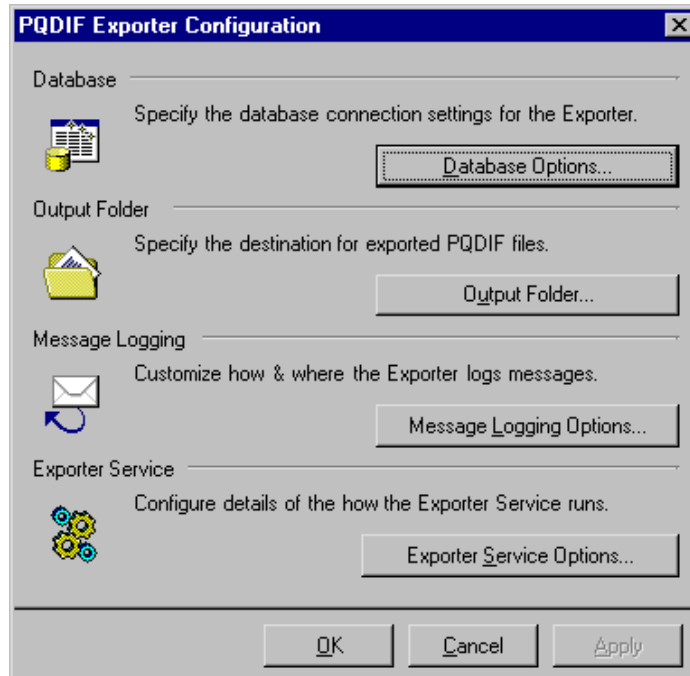 PQDIF Exporter Configuration
Database
Specify the database connection settings for the Exporter.
Database Options...
Output Folder
Specify the destination for exported PQDIF files.
Output Folder...
Message Logging
Customize how & where the Exporter logs messages.
Message Logging Options...
Exporter Service
Configure details of the how the Exporter Service runs.
Exporter Service Options...
OK Cancel Apply